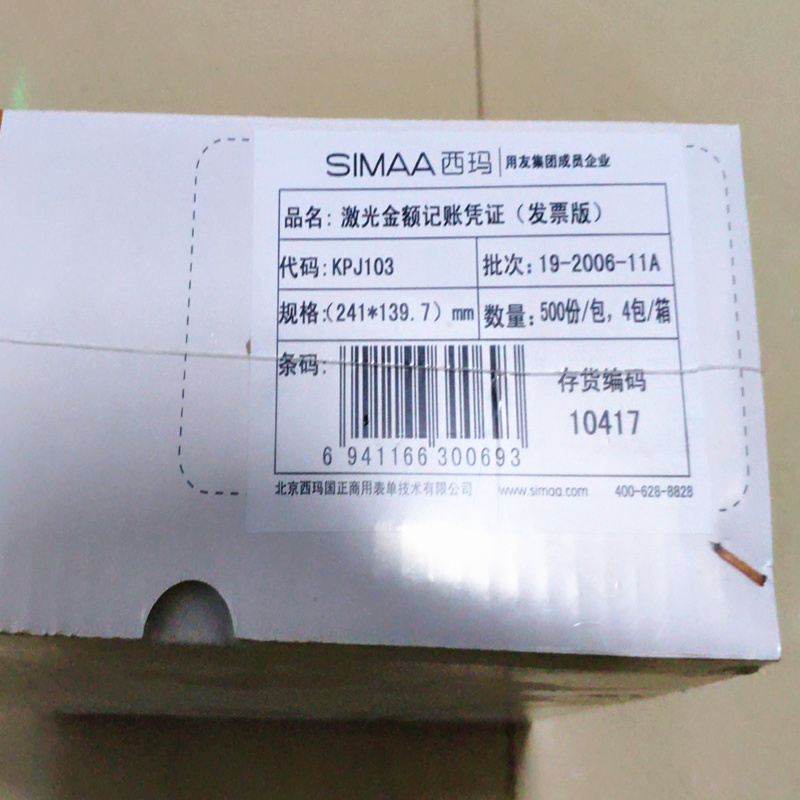 SIMAA西玛|用友集团成员企业
品名：激光金额记账凭证（发票版）
代码：KPJ103 批次：19-2006-11A
规格：（241*139.7）mm 数量：500份/包，4包/箱
条码： 存货编码
10417
6 941166 300693
北京西玛国正商用表单技术有限公司 www.simaa.com 400-628-8828